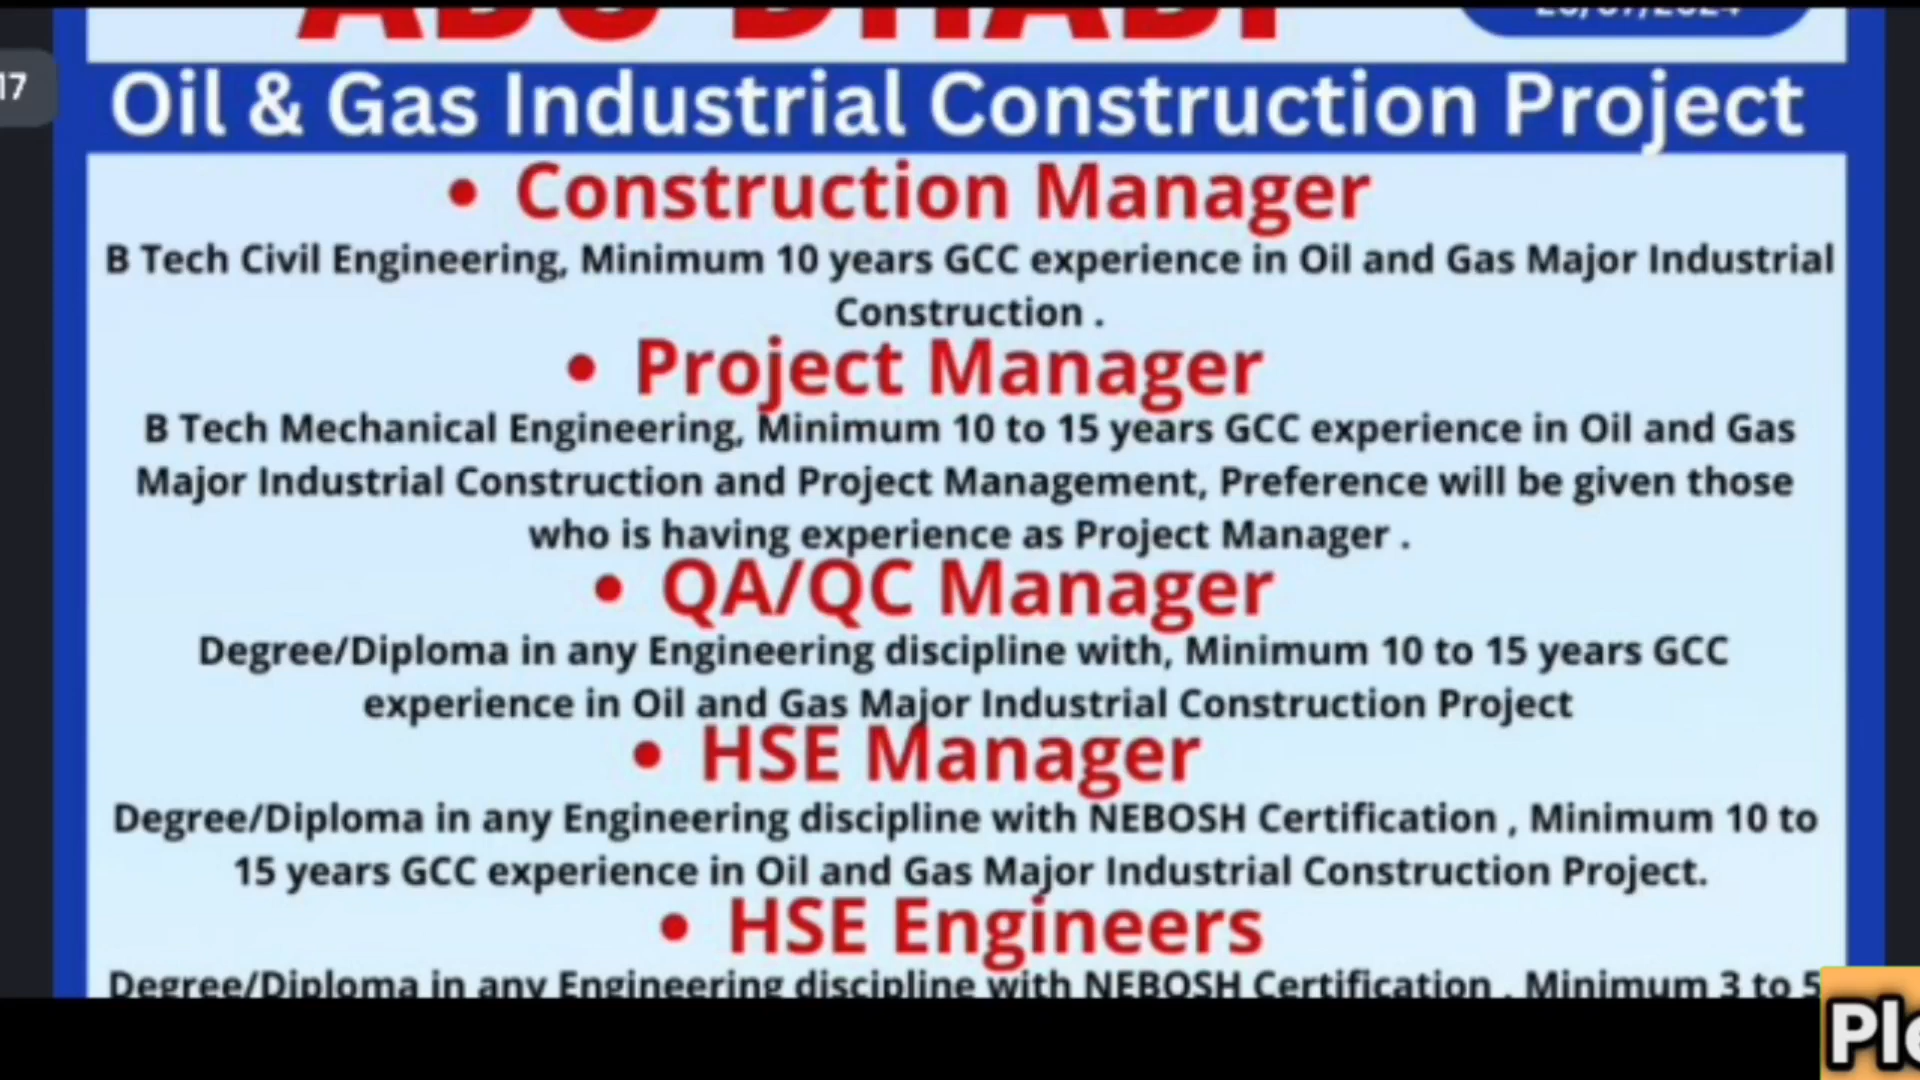 ABU DHABI
17
Oil & Gas Industrial Construction Project
• Construction Manager
B Tech Civil Engineering, Minimum 10 years GCC experience in Oil and Gas Major Industrial
Construction .
• Project Manager
B Tech Mechanical Engineering, Minimum 10 to 15 years GCC experience in Oil and Gas
Major Industrial Construction and Project Management, Preference will be given those
who is having experience as Project Manager .
• QA/QC Manager
Degree/Diploma in any Engineering discipline with, Minimum 10 to 15 years GCC
experience in Oil and Gas Major Industrial Construction Project
• HSE Manager
Degree/Diploma in any Engineering discipline with NEBOSH Certification , Minimum 10 to
15 years GCC experience in Oil and Gas Major Industrial Construction Project.
• HSE Engineers
Degree/Diploma in any Engineering discipline with NEBOSH Certification , Minimum 3 to 5
Ple